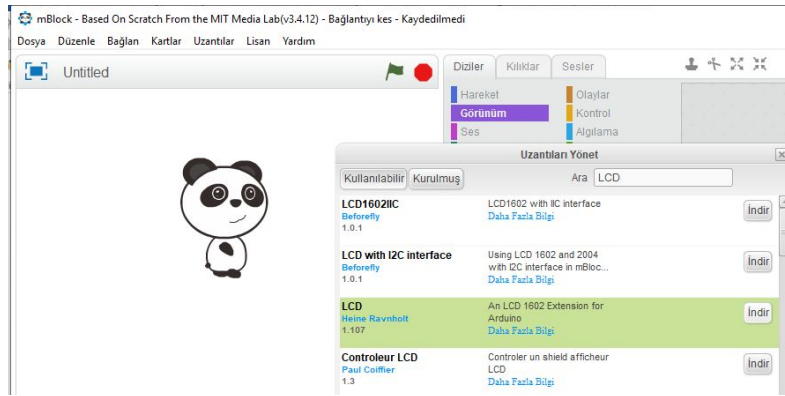 mBlock - Based On Scratch From the MIT Media Lab(v3.4.12) - Bağlantıyı kes - Kaydedilmedi
Dosya Düzenle Bağlan Kartlar Uzantılar Lisan Yardım
Untitled
Diziler Kılıklar Sesler
Hareket Olaylar
Görünüm Kontrol
Ses Algılama
Uzantıları Yönet
Kullanılabilir Kurulmuş Ara LCD
LCD1602IIC LCD1602 with IIC interface İndir
Beforefly Daha Fazla Bilgi
1.0.1
LCD with I2C interface Using LCD 1602 and 2004
Beforefly with I2C interface in mBloc... İndir
1.0.1 Daha Fazla Bilgi
LCD An LCD 1602 Extension for
Heine Ravnholt Arduino İndir
1.107 Daha Fazla Bilgi
Controleur LCD Controler un shield afficheur
Paul Coiffier LCD İndir
1.3 Daha Fazla Bilgi